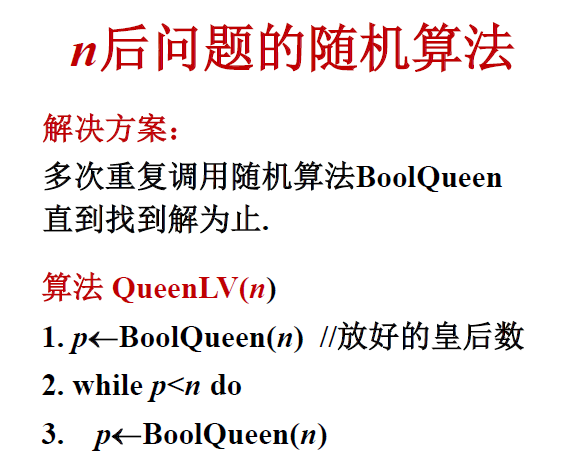 n后问题的随机算法
解决方案：
多次重复调用随机算法BoolQueen
直到找到解为止.
算法 QueenLV(n)
1. p←BoolQueen(n) //放好的皇后数
2. while p<n do
3. p←BoolQueen(n)